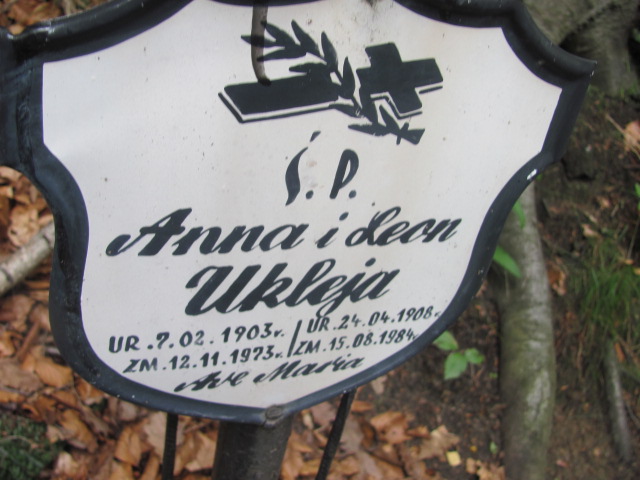 Ś.P.
Anna i Leon
Ukleja
UR.7.02.1903r. | UR.24.04.1908r.
ZM.12.11.1973r. | ZM.15.08.1984r.
Ave Maria